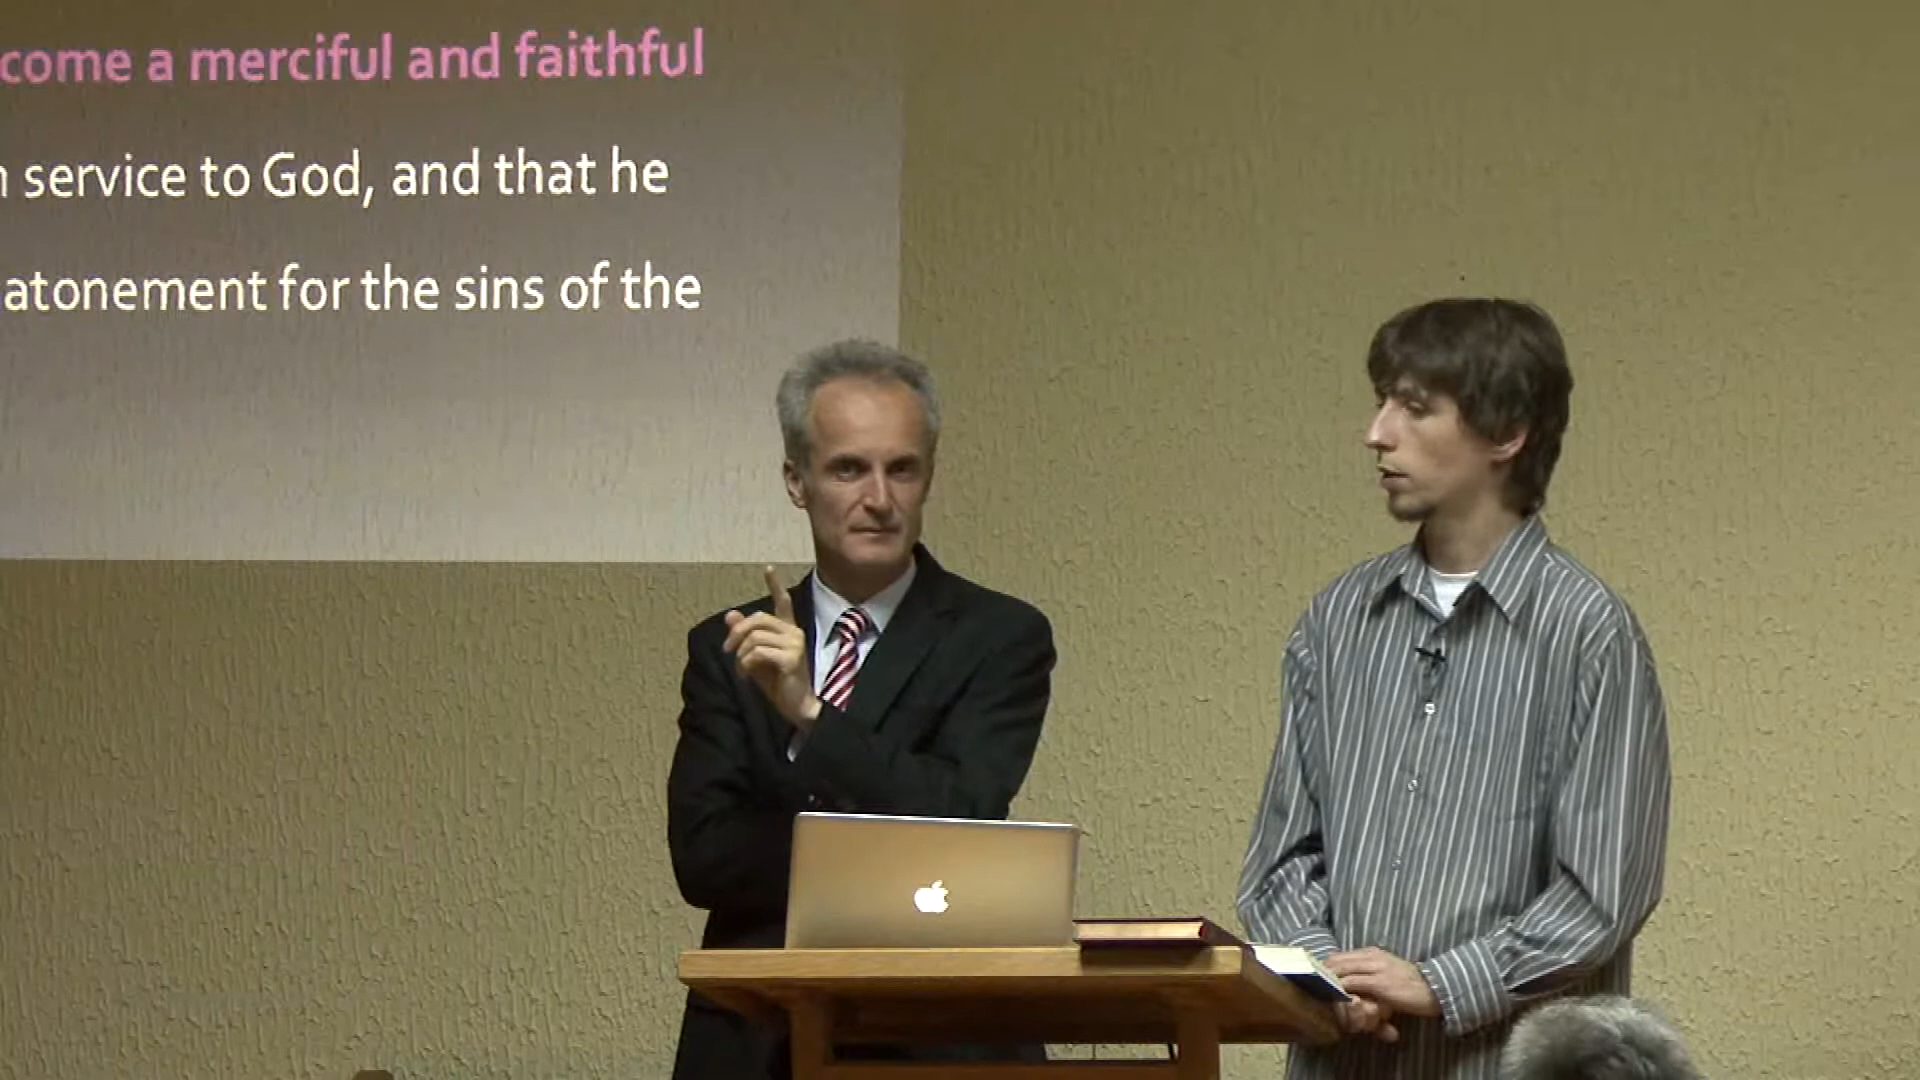 come a merciful and faithful
service to God, and that he
atonement for the sins of the